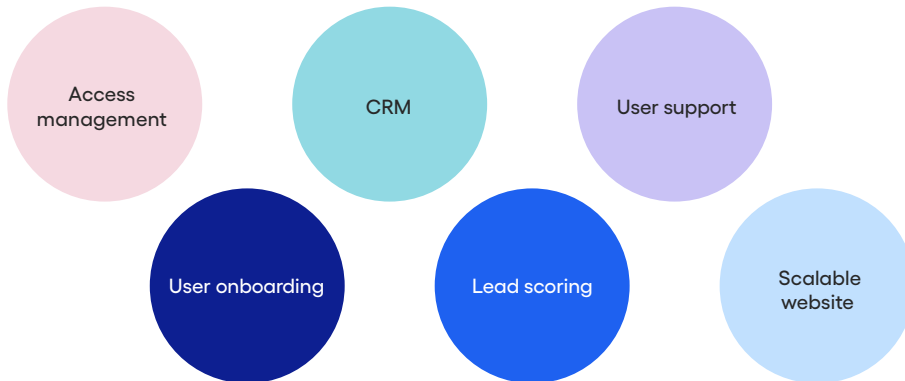 Access
management
CRM
User support
User onboarding
Lead scoring
Scalable
website